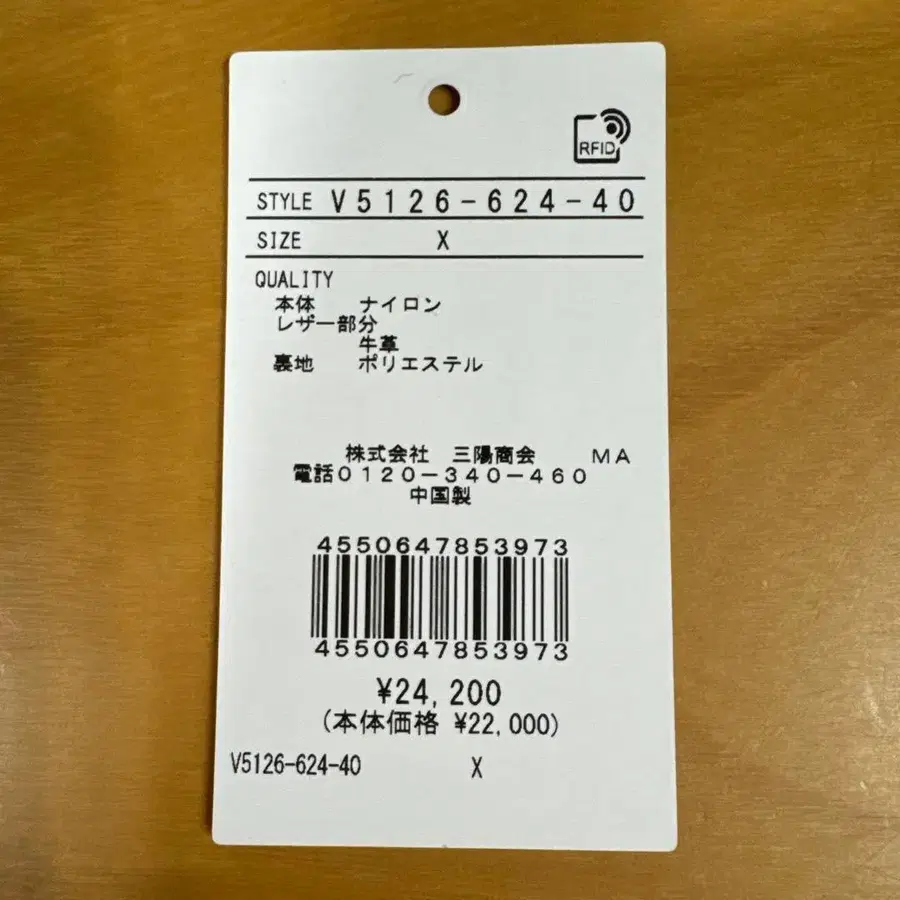 RFID
STYLE V5126-624-40
SIZE X
QUALITY
本体 ナイロン
レザー部分
牛革
裏地 ポリエステル
株式会社 三陽商会 MA
電話0120-340-460
中国製
4550647853973
4550647853973
¥24,200
(本体価格 ¥22,000)
V5126-624-40 X